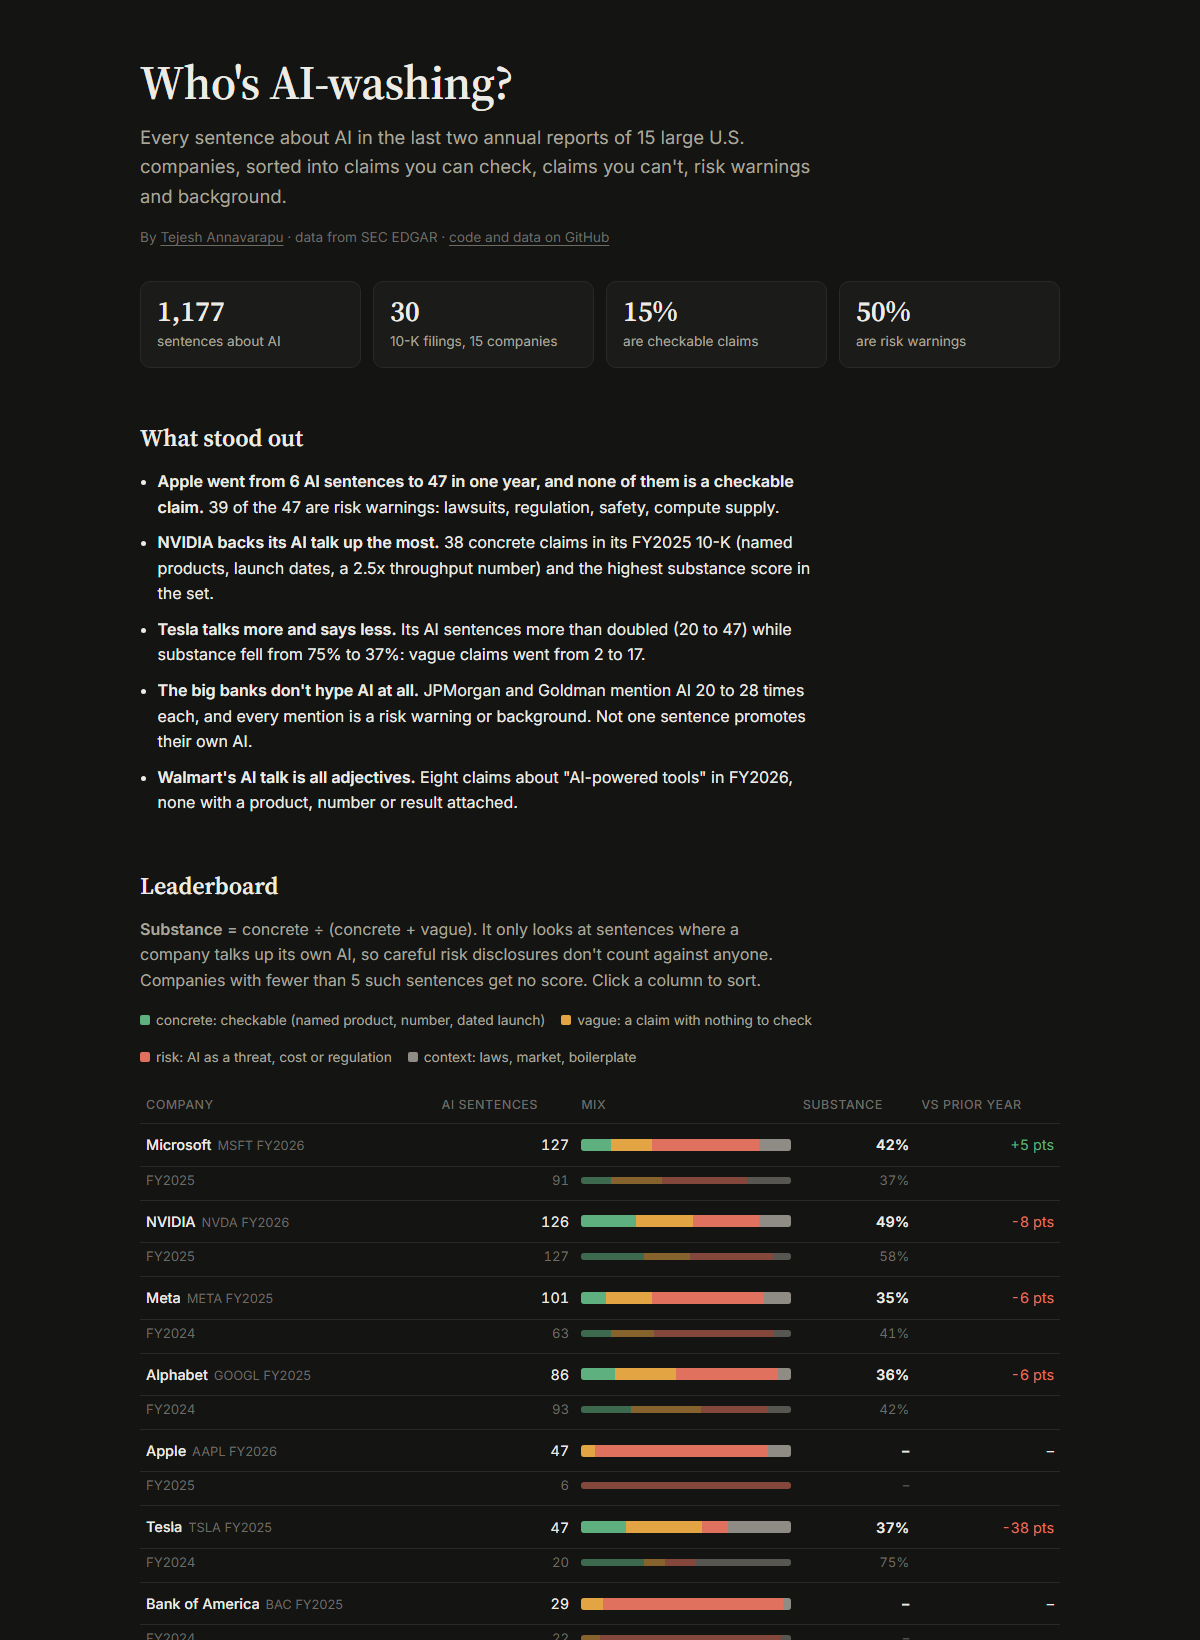 Who's AI-washing?
Every sentence about AI in the last two annual reports of 15 large U.S.
companies, sorted into claims you can check, claims you can't, risk warnings
and background.
By Tejesh Annavarapu · data from SEC EDGAR · code and data on GitHub
1,177
sentences about AI
30
10-K filings, 15 companies
15%
are checkable claims
50%
are risk warnings
What stood out
• Apple went from 6 AI sentences to 47 in one year, and none of them is a checkable
claim. 39 of the 47 are risk warnings: lawsuits, regulation, safety, compute supply.
• NVIDIA backs its AI talk up the most. 38 concrete claims in its FY2025 10-K (named
products, launch dates, a 2.5x throughput number) and the highest substance score in
the set.
• Tesla talks more and says less. Its AI sentences more than doubled (20 to 47) while
substance fell from 75% to 37%: vague claims went from 2 to 17.
• The big banks don't hype AI at all. JPMorgan and Goldman mention AI 20 to 28 times
each, and every mention is a risk warning or background. Not one sentence promotes
their own AI.
• Walmart's AI talk is all adjectives. Eight claims about "AI-powered tools" in FY2026,
none with a product, number or result attached.
Leaderboard
Substance = concrete ÷ (concrete + vague). It only looks at sentences where a
company talks up its own AI, so careful risk disclosures don't count against anyone.
Companies with fewer than 5 such sentences get no score. Click a column to sort.
concrete: checkable (named product, number, dated launch) vague: a claim with nothing to check
risk: AI as a threat, cost or regulation context: laws, market, boilerplate
COMPANY AI SENTENCES MIX SUBSTANCE VS PRIOR YEAR
Microsoft MSFT FY2026 127 42% +5 pts
FY2025 91 37%
NVIDIA NVDA FY2026 126 49% -8 pts
FY2025 127 58%
Meta META FY2025 101 35% -6 pts
FY2024 63 41%
Alphabet GOOGL FY2025 86 36% -6 pts
FY2024 93 42%
Apple AAPL FY2026 47 – –
FY2025 6 –
Tesla TSLA FY2025 47 37% -38 pts
FY2024 20 75%
Bank of America BAC FY2025 29 – –
FY2024 22 –